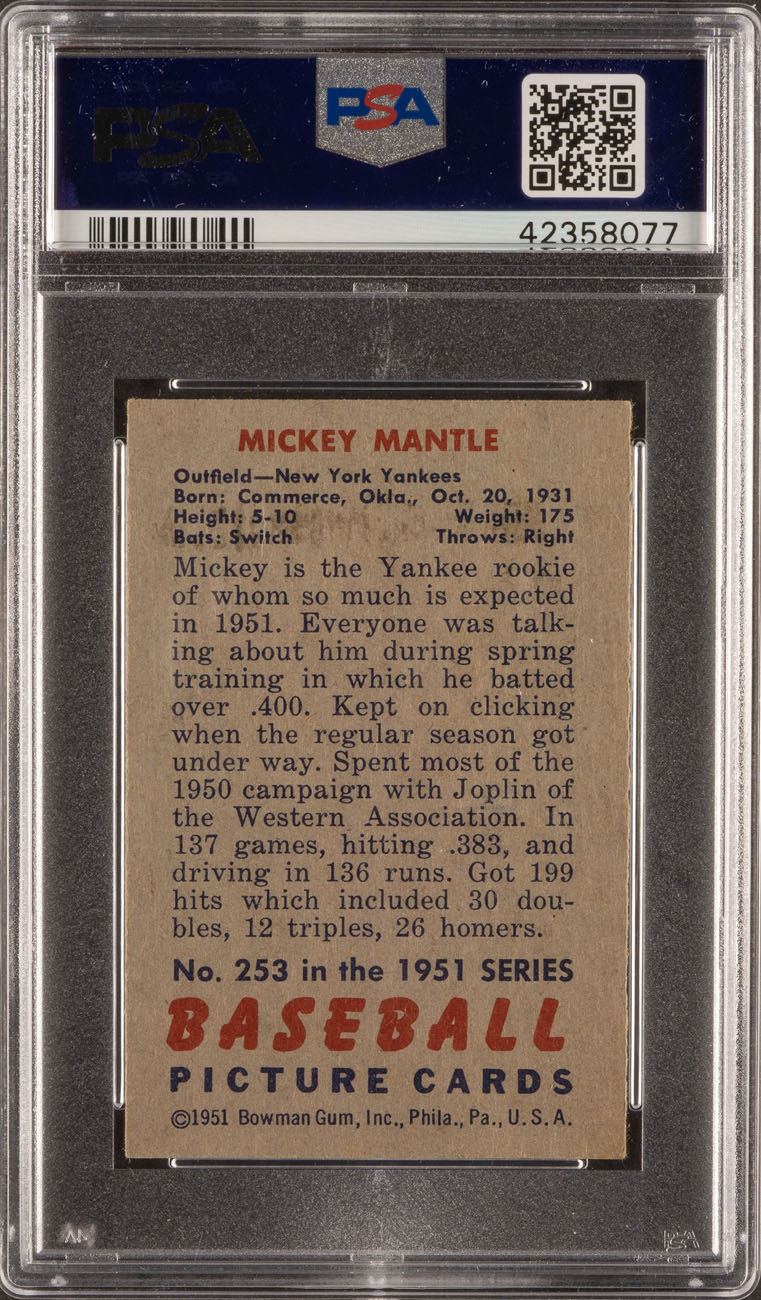 PSA
PSA
42358077
MICKEY MANTLE
Outfield—New York Yankees
Born: Commerce, Okla., Oct. 20, 1931
Height: 5-10 Weight: 175
Bats: Switch Throws: Right
Mickey is the Yankee rookie
of whom so much is expected
in 1951. Everyone was talk-
ing about him during spring
training in which he batted
over .400. Kept on clicking
when the regular season got
under way. Spent most of the
1950 campaign with Joplin of
the Western Association. In
137 games, hitting .383, and
driving in 136 runs. Got 199
hits which included 30 dou-
bles, 12 triples, 26 homers.
No. 253 in the 1951 SERIES
BASEBALL
PICTURE CARDS
©1951 Bowman Gum, Inc., Phila., Pa., U. S. A.
PSA